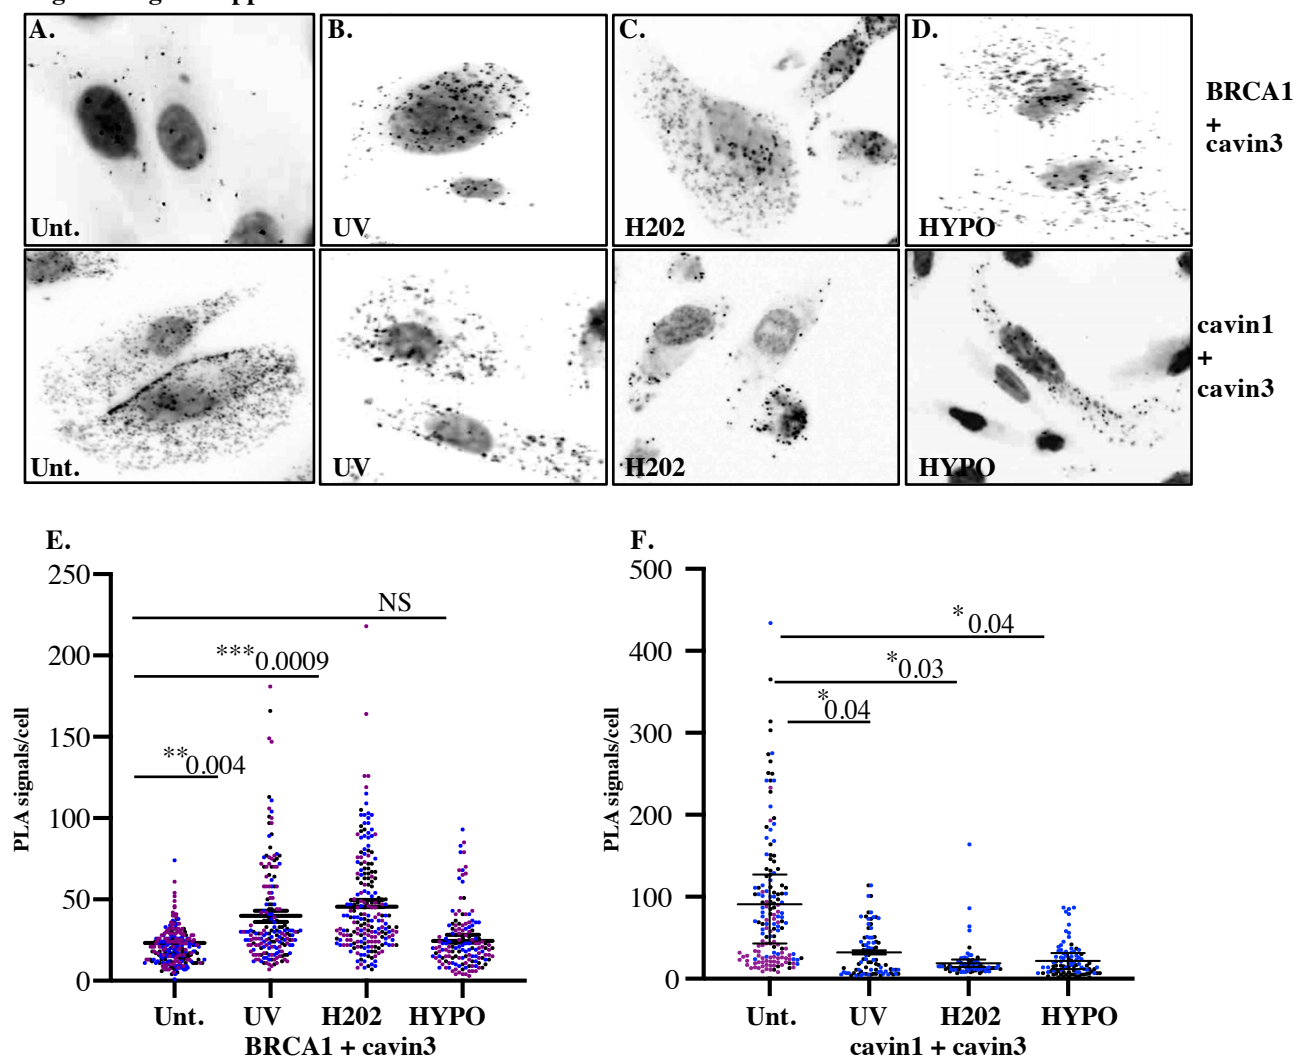 A.
B.
C.
D.
Unt.
UV
H202
HYPO
BRCA1
+
cavin3
Unt.
UV
H202
HYPO
cavin1
+
cavin3
E.
250
200
150
100
50
0
PLA signals/cell
NS
***0.0009
**0.004
Unt.
UV
H202
HYPO
BRCA1 + cavin3
F.
500
400
300
200
100
0
PLA signals/cell
*0.04
*0.03
*0.04
Unt.
UV
H202
HYPO
cavin1 + cavin3